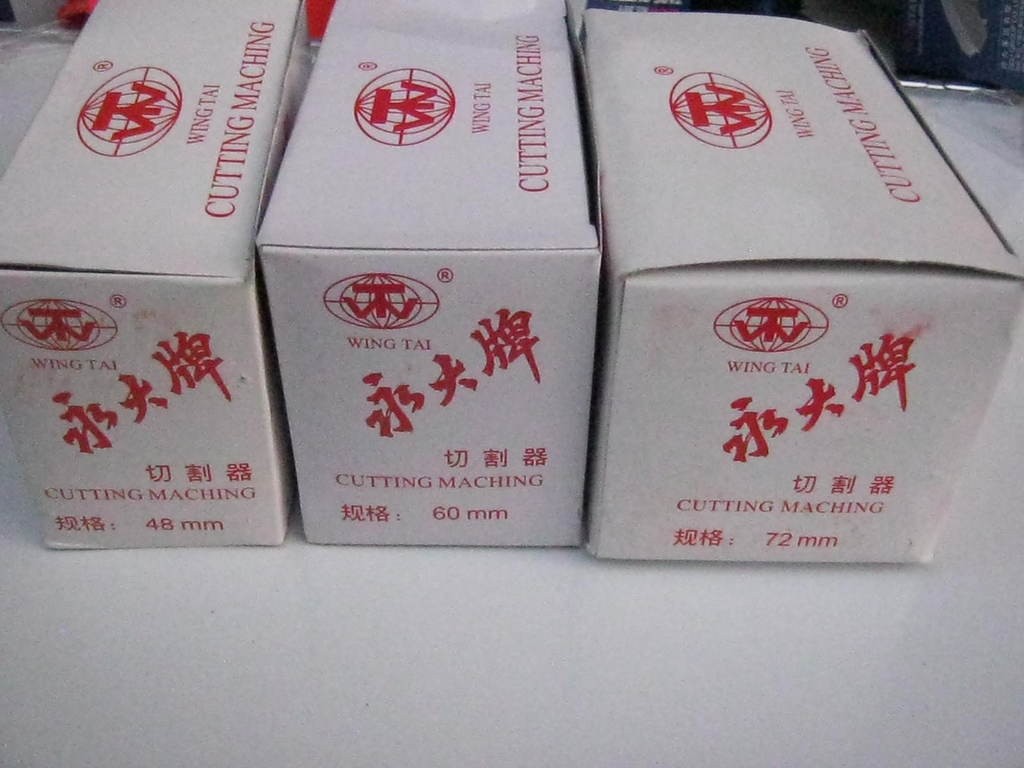 ®
WING TAI
CUTTING MACHING
®
WING TAI
永大牌
切割器
CUTTING MACHING
规格： 48 mm
®
WING TAI
CUTTING MACHING
®
WING TAI
永大牌
切割器
CUTTING MACHING
规格： 60 mm
®
WING TAI
CUTTING MACHING
®
WING TAI
永大牌
切割器
CUTTING MACHING
规格： 72 mm